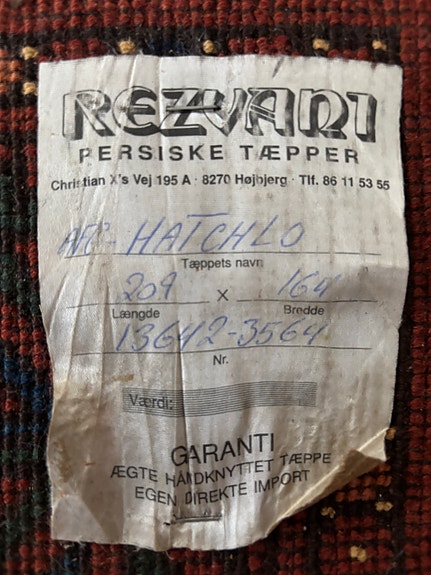 REZVANI
PERSISKE TÆPPER
Christian X's Vej 195 A · 8270 Højbjerg · Tlf. 86 11 53 55
AFG- HATCHLO
Tæppets navn
209 X 164
Længde Bredde
13642-3564
Nr.
Værdi:
GARANTI
ÆGTE HÅNDKNYTTET TÆPPE
EGEN DIREKTE IMPORT